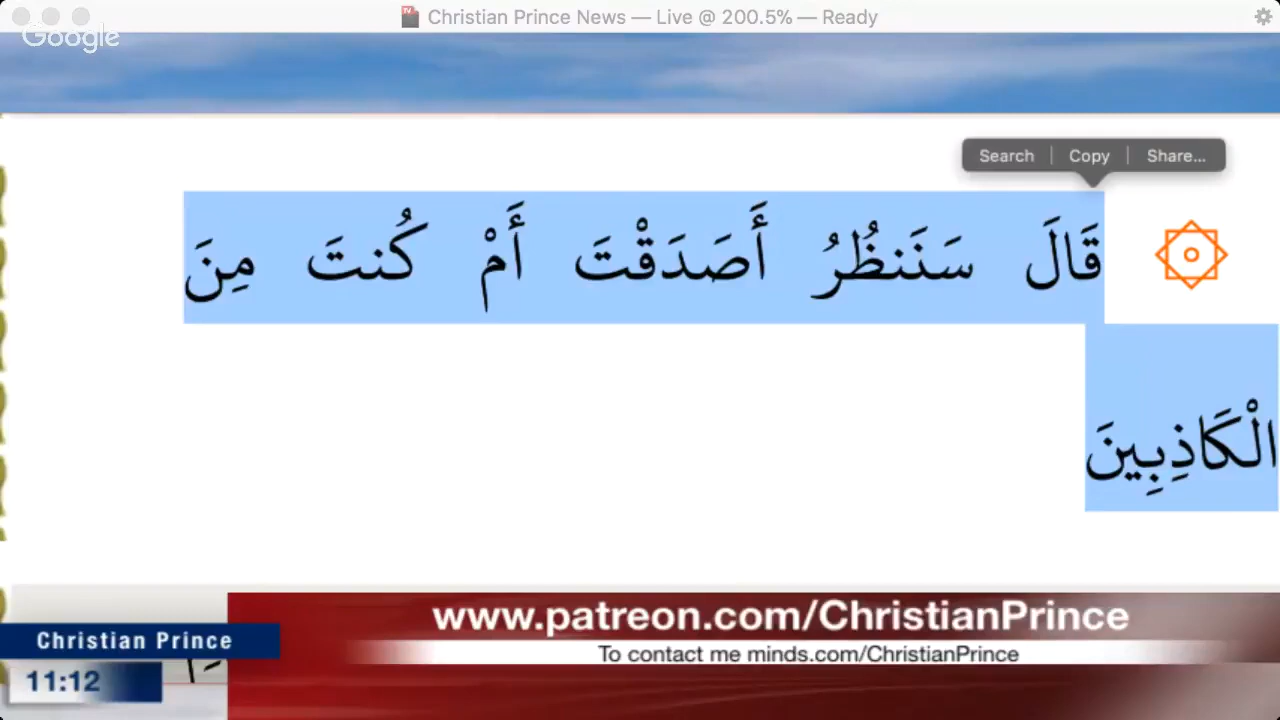 Christian Prince News — Live @ 200.5% — Ready
Google
Search
Copy
Share...
قَالَ سَنَنظُرُ أَصَدَقْتَ أَمْ كُنتَ مِنَ
الْكَاذِبِينَ
www.patreon.com/ChristianPrince
Christian Prince
To contact me minds.com/ChristianPrince
11:12